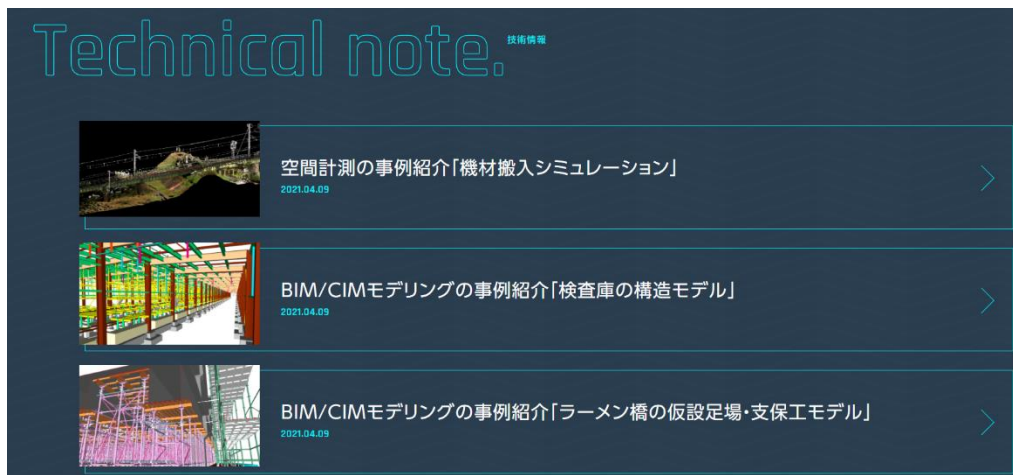 Technical note.
技術情報
空間計測の事例紹介「機材搬入シミュレーション」
2021.04.09
BIM/CIMモデリングの事例紹介「検査庫の構造モデル」
2021.04.09
BIM/CIMモデリングの事例紹介「ラーメン橋の仮設足場・支保工モデル」
2021.04.09